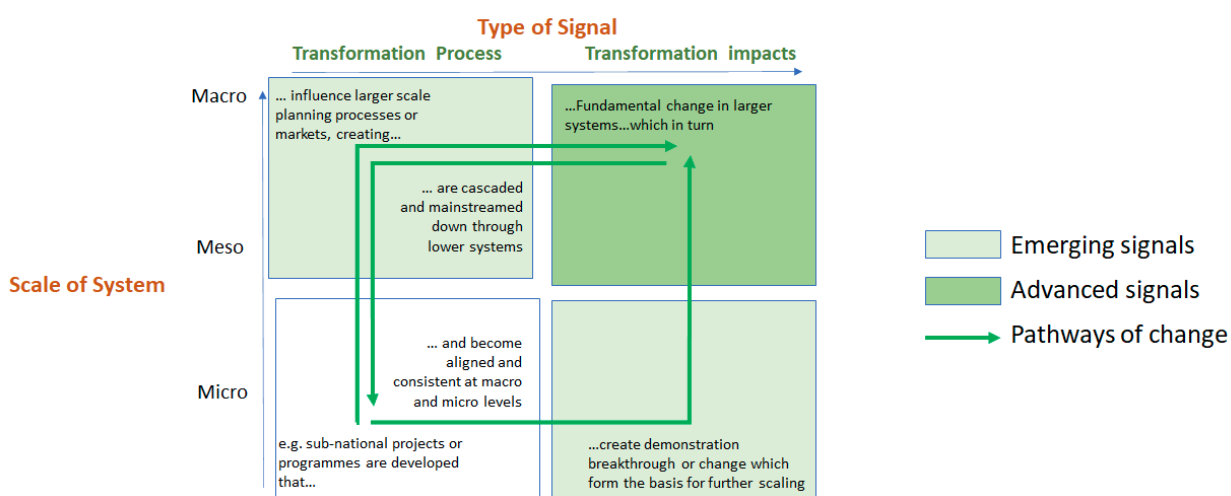 Type of Signal
Transformation Process
Transformation impacts
Macro
... influence larger scale
planning processes or
markets, creating...
...Fundamental change in larger
systems...which in turn
... are cascaded
and mainstreamed
down through
lower systems
Meso
Scale of System
Emerging signals
Advanced signals
Pathways of change
... and become
aligned and
consistent at macro
and micro levels
Micro
e.g. sub-national projects or
programmes are developed
that...
...create demonstration
breakthrough or change which
form the basis for further scaling